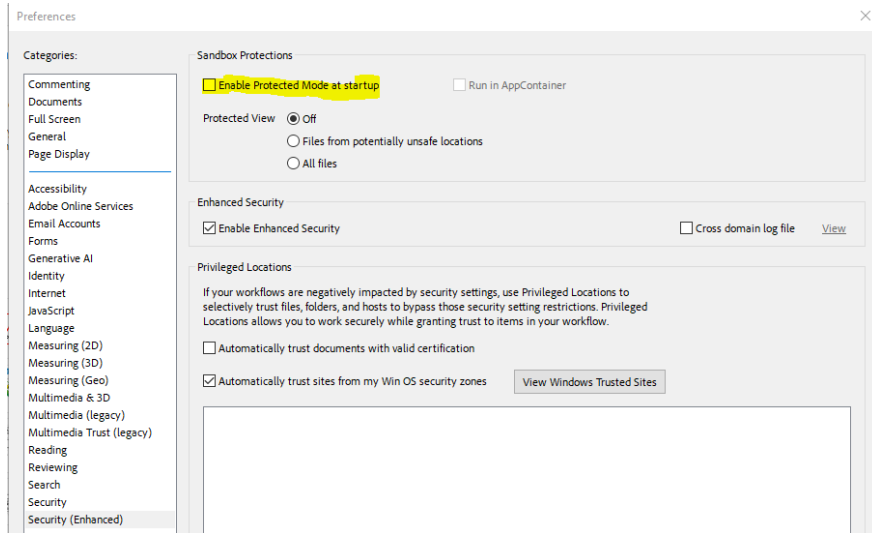 Preferences
Categories:
Commenting
Documents
Full Screen
General
Page Display
Accessibility
Adobe Online Services
Email Accounts
Forms
Generative AI
Identity
Internet
JavaScript
Language
Measuring (2D)
Measuring (3D)
Measuring (Geo)
Multimedia & 3D
Multimedia (legacy)
Multimedia Trust (legacy)
Reading
Reviewing
Search
Security
Security (Enhanced)
Sandbox Protections
Enable Protected Mode at startup
Run in AppContainer
Protected View
Off
Files from potentially unsafe locations
All files
Enhanced Security
Enable Enhanced Security
Cross domain log file
View
Privileged Locations
If your workflows are negatively impacted by security settings, use Privileged Locations to
selectively trust files, folders, and hosts to bypass those security setting restrictions. Privileged
Locations allows you to work securely while granting trust to items in your workflow.
Automatically trust documents with valid certification
Automatically trust sites from my Win OS security zones
View Windows Trusted Sites